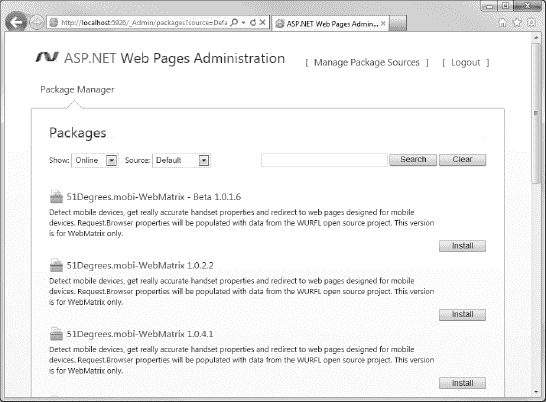 http://localhost:5926/_Admin/packages?source=Defa
ASP.NET Web Pages Admin...
ASP.NET Web Pages Administration
[ Manage Package Sources ] [ Logout ]
Package Manager
Packages
Show: Online Source: Default Search Clear
51Degrees.mobi-WebMatrix - Beta 1.0.1.6
Detect mobile devices, get really accurate handset properties and redirect to web pages designed for mobile
devices. Request.Browser properties will be populated with data from the WURFL open source project. This version
is for WebMatrix only.
Install
51Degrees.mobi-WebMatrix 1.0.2.2
Detect mobile devices, get really accurate handset properties and redirect to web pages designed for mobile
devices. Request.Browser properties will be populated with data from the WURFL open source project. This version
is for WebMatrix only.
Install
51Degrees.mobi-WebMatrix 1.0.4.1
Detect mobile devices, get really accurate handset properties and redirect to web pages designed for mobile
devices. Request.Browser properties will be populated with data from the WURFL open source project. This version
is for WebMatrix only.
Install